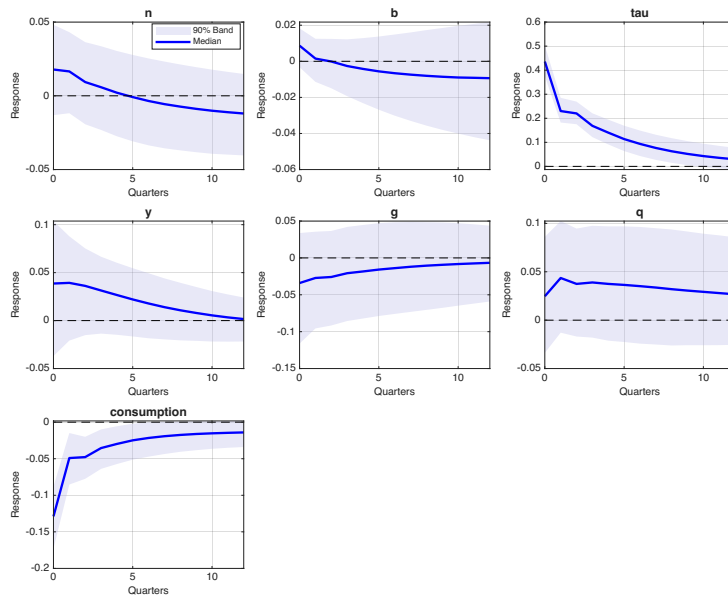 n
0.05
0
-0.05
Response
0
5
10
Quarters
90% Band
Median
b
0.02
0
-0.02
-0.04
-0.06
Response
0
5
10
Quarters
tau
0.6
0.5
0.4
0.3
0.2
0.1
0
Response
0
5
10
Quarters
y
0.1
0.05
0
-0.05
Response
0
5
10
Quarters
g
0.05
0
-0.05
-0.1
-0.15
Response
0
5
10
Quarters
q
0.1
0.05
0
-0.05
Response
0
5
10
Quarters
consumption
0
-0.05
-0.1
-0.15
-0.2
Response
0
5
10
Quarters